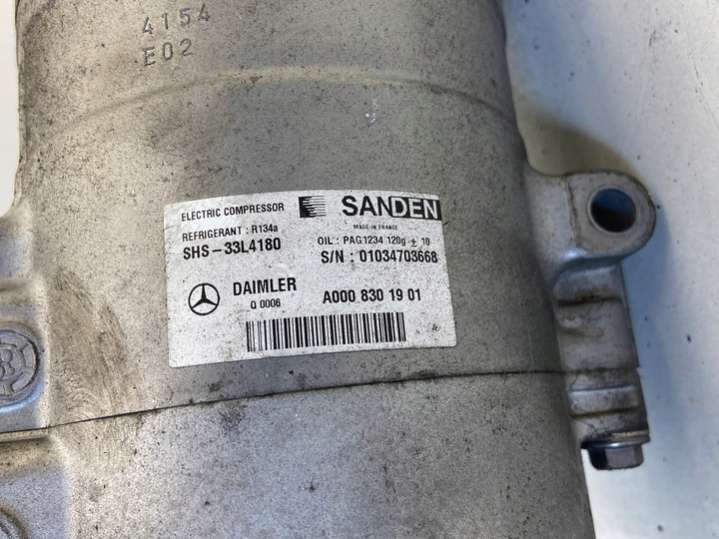 4154
E02
ELECTRIC COMPRESSOR
SANDEN
REFRIGERANT : R134a
MADE IN FRANCE
SHS-33L4180
OIL : PAG1234 120g ± 10
S/N : 01034703668
DAIMLER
Q 0006
A000 830 19 01
A